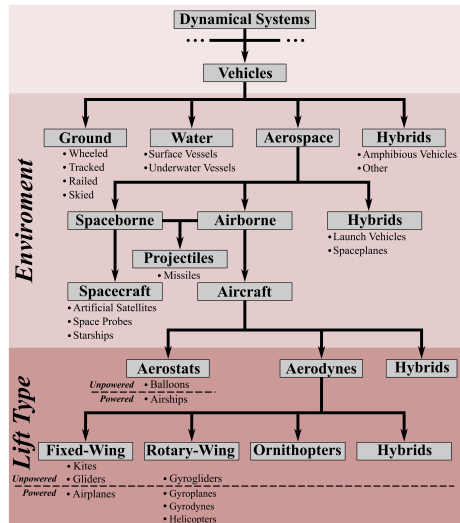 Dynamical Systems
Vehicles
Enviroment
Ground Water Aerospace Hybrids
• Wheeled
• Tracked
• Railed
• Skied
• Surface Vessels
• Underwater Vessels
• Amphibious Vehicles
• Other
Spaceborne Airborne Hybrids
• Launch Vehicles
• Spaceplanes
Projectiles
• Missiles
Spacecraft Aircraft
• Artificial Satellites
• Space Probes
• Starships
Lift Type
Aerostats Aerodynes Hybrids
Unpowered • Balloons
Powered • Airships
Fixed-Wing Rotary-Wing Ornithopters Hybrids
• Kites
Unpowered • Gliders • Gyrogliders
Powered • Airplanes • Gyroplanes
• Gyrodynes
• Helicopters